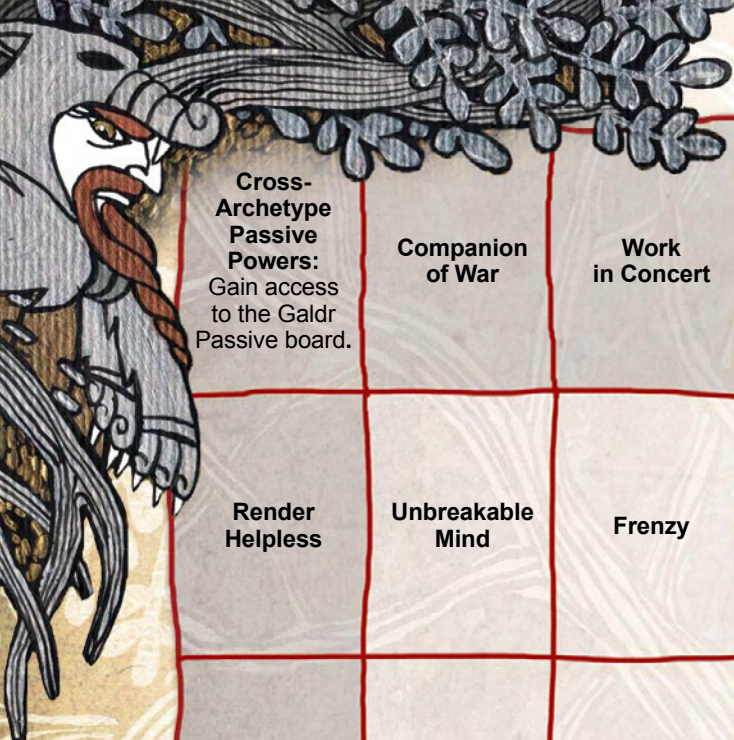 Cross-
Archetype
Passive
Powers:
Gain access
to the Galdr
Passive board.
Companion
of War
Work
in Concert
Render
Helpless
Unbreakable
Mind
Frenzy